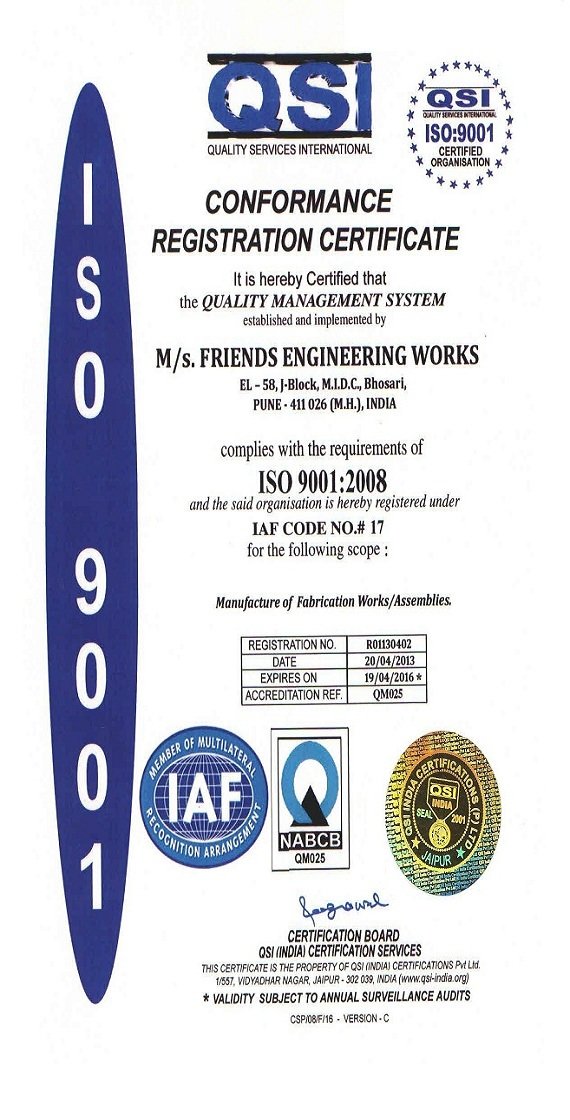 QSI
QUALITY SERVICES INTERNATIONAL
QSI
QUALITY SERVICES INTERNATIONAL
ISO:9001
CERTIFIED
ORGANISATION
ISO 9001
CONFORMANCE
REGISTRATION CERTIFICATE
It is hereby Certified that
the QUALITY MANAGEMENT SYSTEM
established and implemented by
M/s. FRIENDS ENGINEERING WORKS
EL – 58, J-Block, M.I.D.C., Bhosari,
PUNE - 411 026 (M.H.), INDIA
complies with the requirements of
ISO 9001:2008
and the said organisation is hereby registered under
IAF CODE NO.# 17
for the following scope :
Manufacture of Fabrication Works/Assemblies.
REGISTRATION NO. R01130402
DATE 20/04/2013
EXPIRES ON 19/04/2016 *
ACCREDITATION REF. QM025
MEMBER OF MULTILATERAL
IAF
RECOGNITION ARRANGEMENT
NABCB
QM025
QSI INDIA CERTIFICATIONS (P) LTD
QSI
INDIA
SEAL 2001
JAIPUR
CERTIFICATION BOARD
QSI (INDIA) CERTIFICATION SERVICES
THIS CERTIFICATE IS THE PROPERTY OF QSI (INDIA) CERTIFICATIONS Pvt Ltd.
1/557, VIDYADHAR NAGAR, JAIPUR - 302 039, INDIA (www.qsi-india.org)
* VALIDITY SUBJECT TO ANNUAL SURVEILLANCE AUDITS
CSP/08/F/16 - VERSION - C